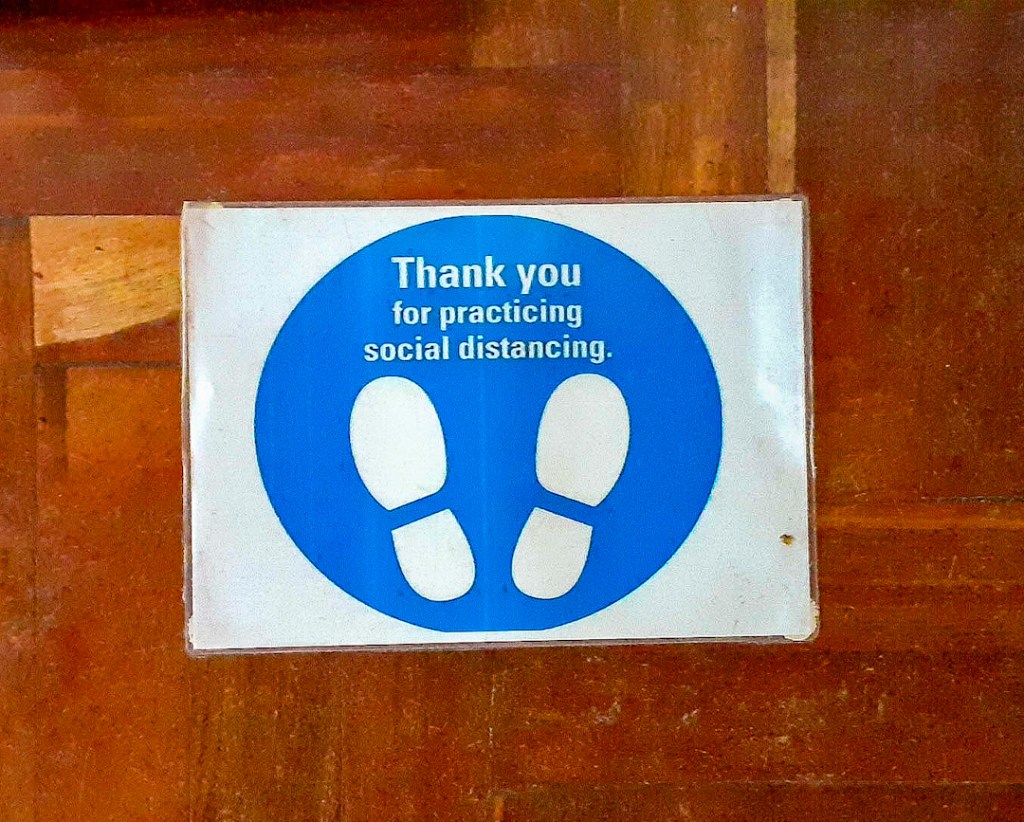 Thank you
for practicing
social distancing.